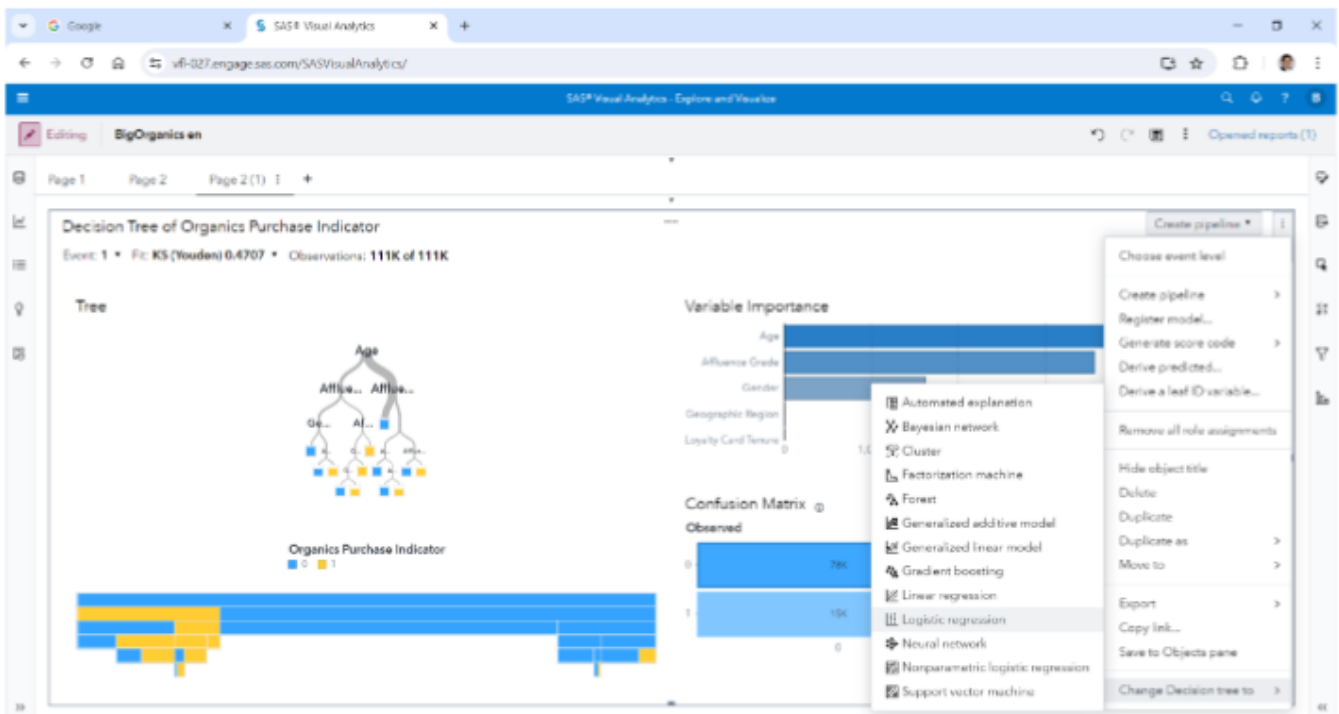 Google
SAS® Visual Analytics
vfl-027.engage.sas.com/SASVisualAnalytics/
SAS® Visual Analytics - Explore and Visualize
B
Editing
BigOrganics en
Opened reports (1)
Page 1
Page 2
Page 2 (1)
Decision Tree of Organics Purchase Indicator
Create pipeline
Event: 1 Fit: KS (Youden) 0.4707 Observations: 111K of 111K
Tree
Age
Afflue... Afflue...
Ge... Af...
Organics Purchase Indicator
0 1
Variable Importance
Age
Affluence Grade
Gender
Geographic Region
Loyalty Card Tenure
0
Confusion Matrix
Observed
0 78K
1 15K
0
Automated explanation
Bayesian network
Cluster
Factorization machine
Forest
Generalized additive model
Generalized linear model
Gradient boosting
Linear regression
Logistic regression
Neural network
Nonparametric logistic regression
Support vector machine
Choose event level
Create pipeline
Register model...
Generate score code
Derive predicted...
Derive a leaf ID variable...
Remove all role assignments
Hide object title
Delete
Duplicate
Duplicate as
Move to
Export
Copy link...
Save to Objects pane
Change Decision tree to